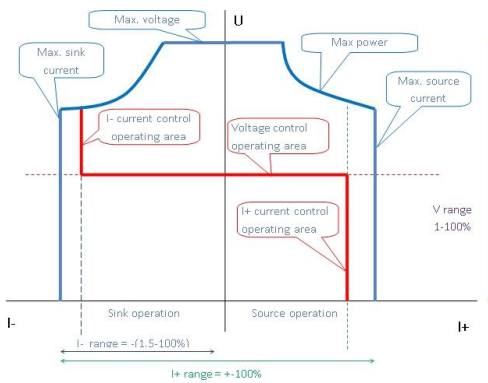 Max. voltage
U
Max. sink
current
Max power
Max. source
current
I- current control
operating area
Voltage control
operating area
I+ current control
operating area
V range
1-100%
Sink operation
Source operation
I-
I+
I- range = -(1.5-100%)
I+ range = +-100%